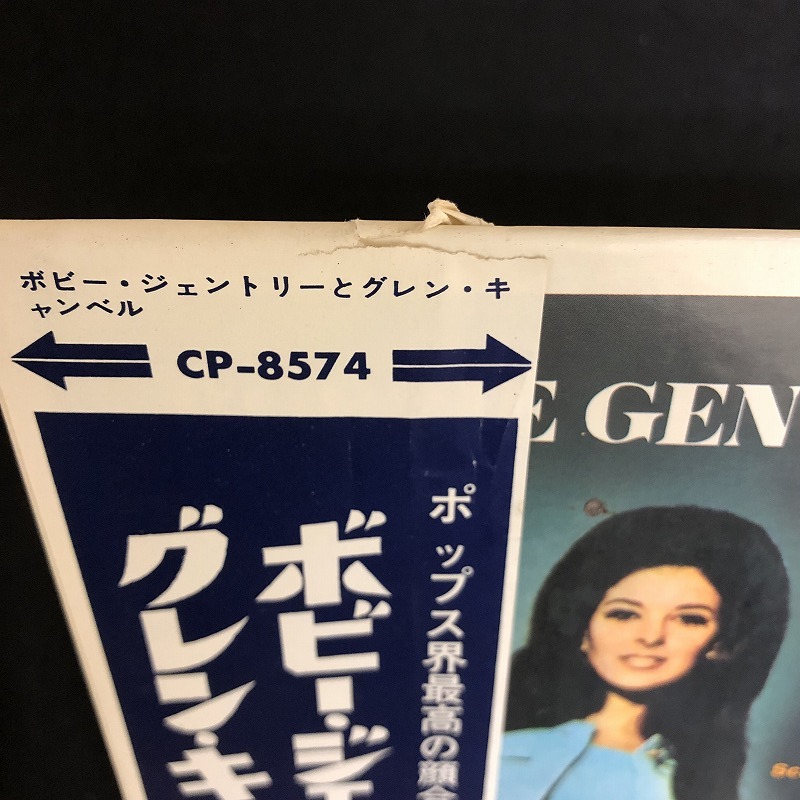 ボビー・ジェントリーとグレン・キ
ャンベル
CP-8574
E GEN
ポップス界最高の顔合
ボビー・ジェ
グレン・キ
Se